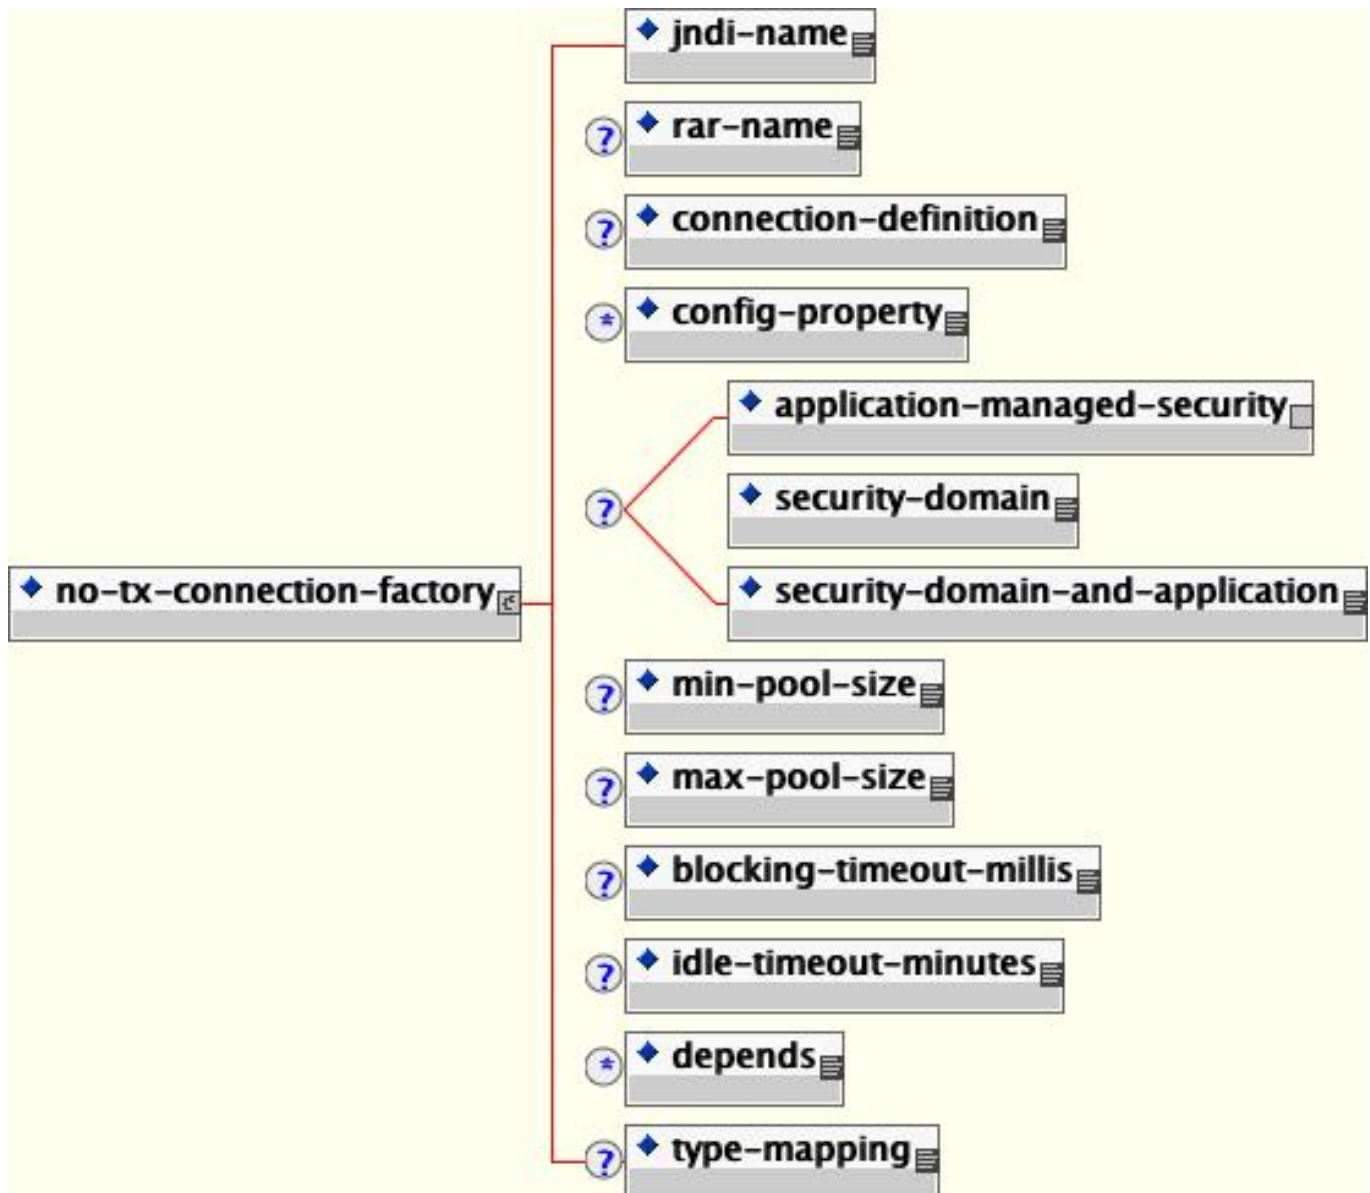 jndi-name
? rar-name
? connection-definition
* config-property
application-managed-security
? security-domain
no-tx-connection-factory
security-domain-and-application
? min-pool-size
? max-pool-size
? blocking-timeout-millis
? idle-timeout-minutes
* depends
? type-mapping